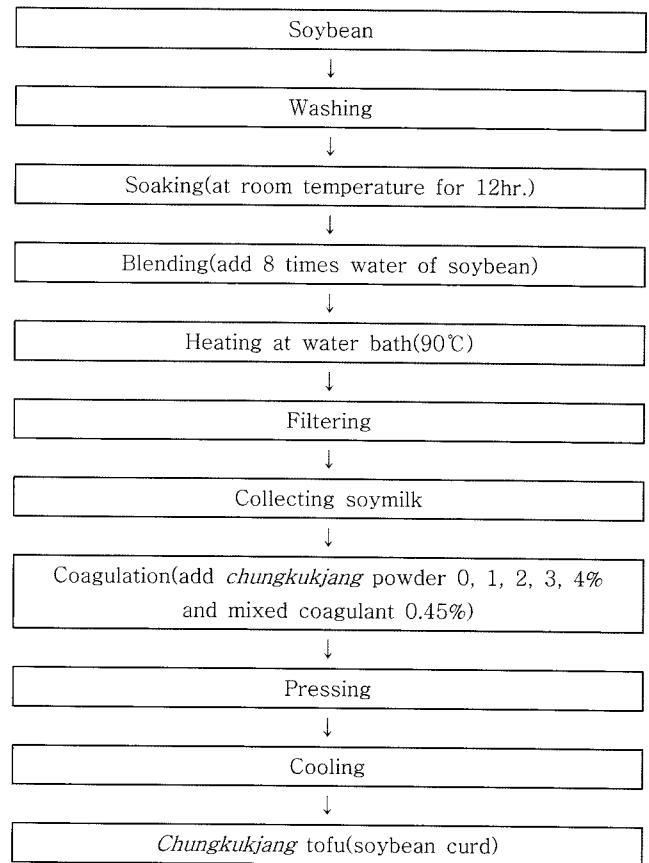 Soybean
↓
Washing
↓
Soaking(at room temperature for 12hr.)
↓
Blending(add 8 times water of soybean)
↓
Heating at water bath(90℃)
↓
Filtering
↓
Collecting soymilk
↓
Coagulation(add chungkukjang powder 0, 1, 2, 3, 4%
and mixed coagulant 0.45%)
↓
Pressing
↓
Cooling
↓
Chungkukjang tofu(soybean curd)